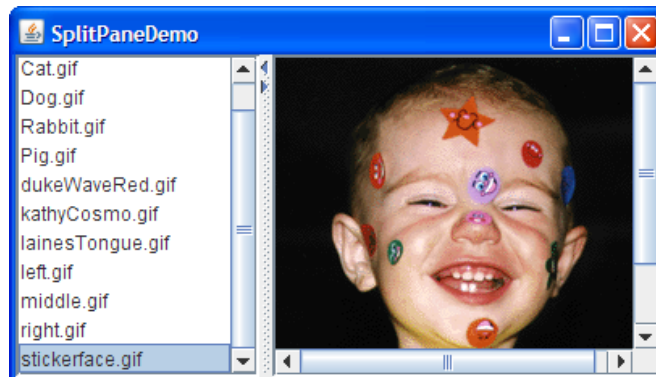 SplitPaneDemo
Cat.gif
Dog.gif
Rabbit.gif
Pig.gif
dukeWaveRed.gif
kathyCosmo.gif
lainesTongue.gif
left.gif
middle.gif
right.gif
stickerface.gif